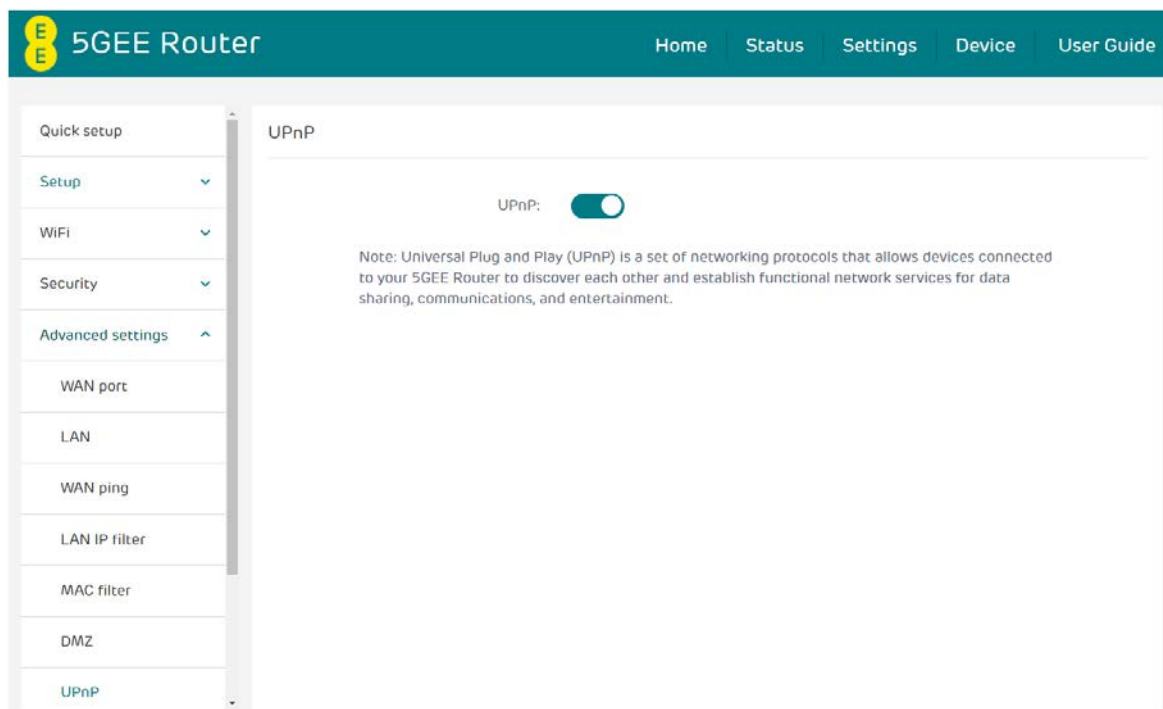 E
E
5GEE Router
Home
Status
Settings
Device
User Guide
Quick setup
Setup
WiFi
Security
Advanced settings
WAN port
LAN
WAN ping
LAN IP filter
MAC filter
DMZ
UPnP
UPnP
UPnP:
Note: Universal Plug and Play (UPnP) is a set of networking protocols that allows devices connected
to your 5GEE Router to discover each other and establish functional network services for data
sharing, communications, and entertainment.